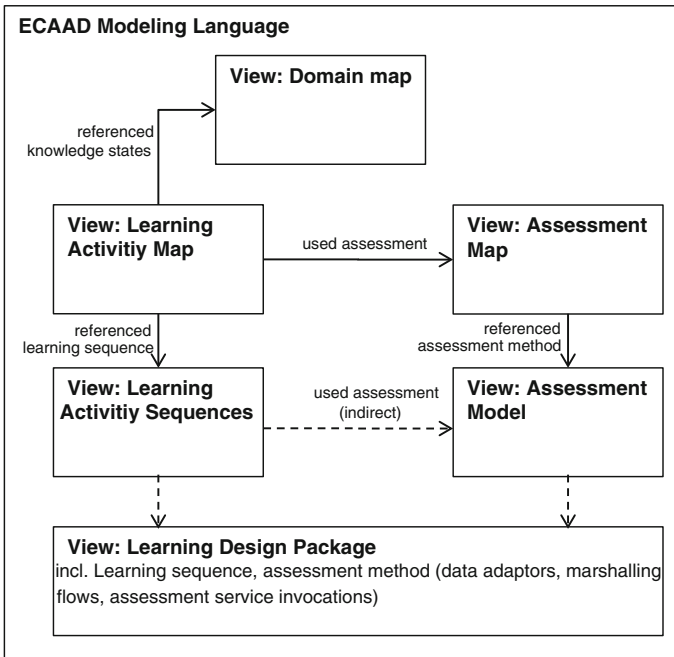 ECAAD Modeling Language
View: Domain map
referenced
knowledge states
View: Learning
Activitiy Map
used assessment
View: Assessment
Map
referenced
learning sequence
referenced
assessment method
View: Learning
Activitiy Sequences
used assessment
(indirect)
View: Assessment
Model
View: Learning Design Package
incl. Learning sequence, assessment method (data adaptors, marshalling
flows, assessment service invocations)